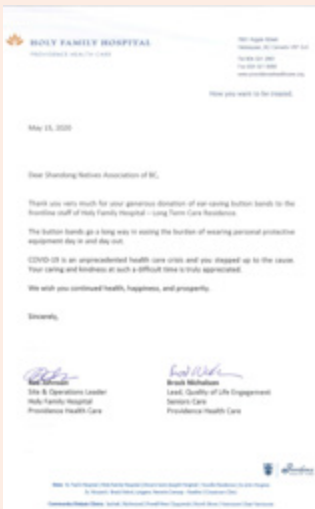 HOLY FAMILY HOSPITAL
PROVIDENCE HEALTH CARE
How you want to be treated.
May 15, 2020
Dear Shandong Natives Association of BC,
Thank you very much for your generous donation of ear-saving button bands to the
frontline staff of Holy Family Hospital – Long Term Care Residence.
The button bands go a long way in easing the burden of wearing personal protective
equipment day in and day out.
COVID-19 is an unprecedented health care crisis and you stepped up to the cause.
Your caring and kindness at such a difficult time is truly appreciated.
We wish you continued health, happiness, and prosperity.
Sincerely,
Johnson
Brock Nicholson
Site & Operations Leader
Lead, Quality of Life Engagement
Holy Family Hospital
Seniors Care
Providence Health Care
Providence Health Care